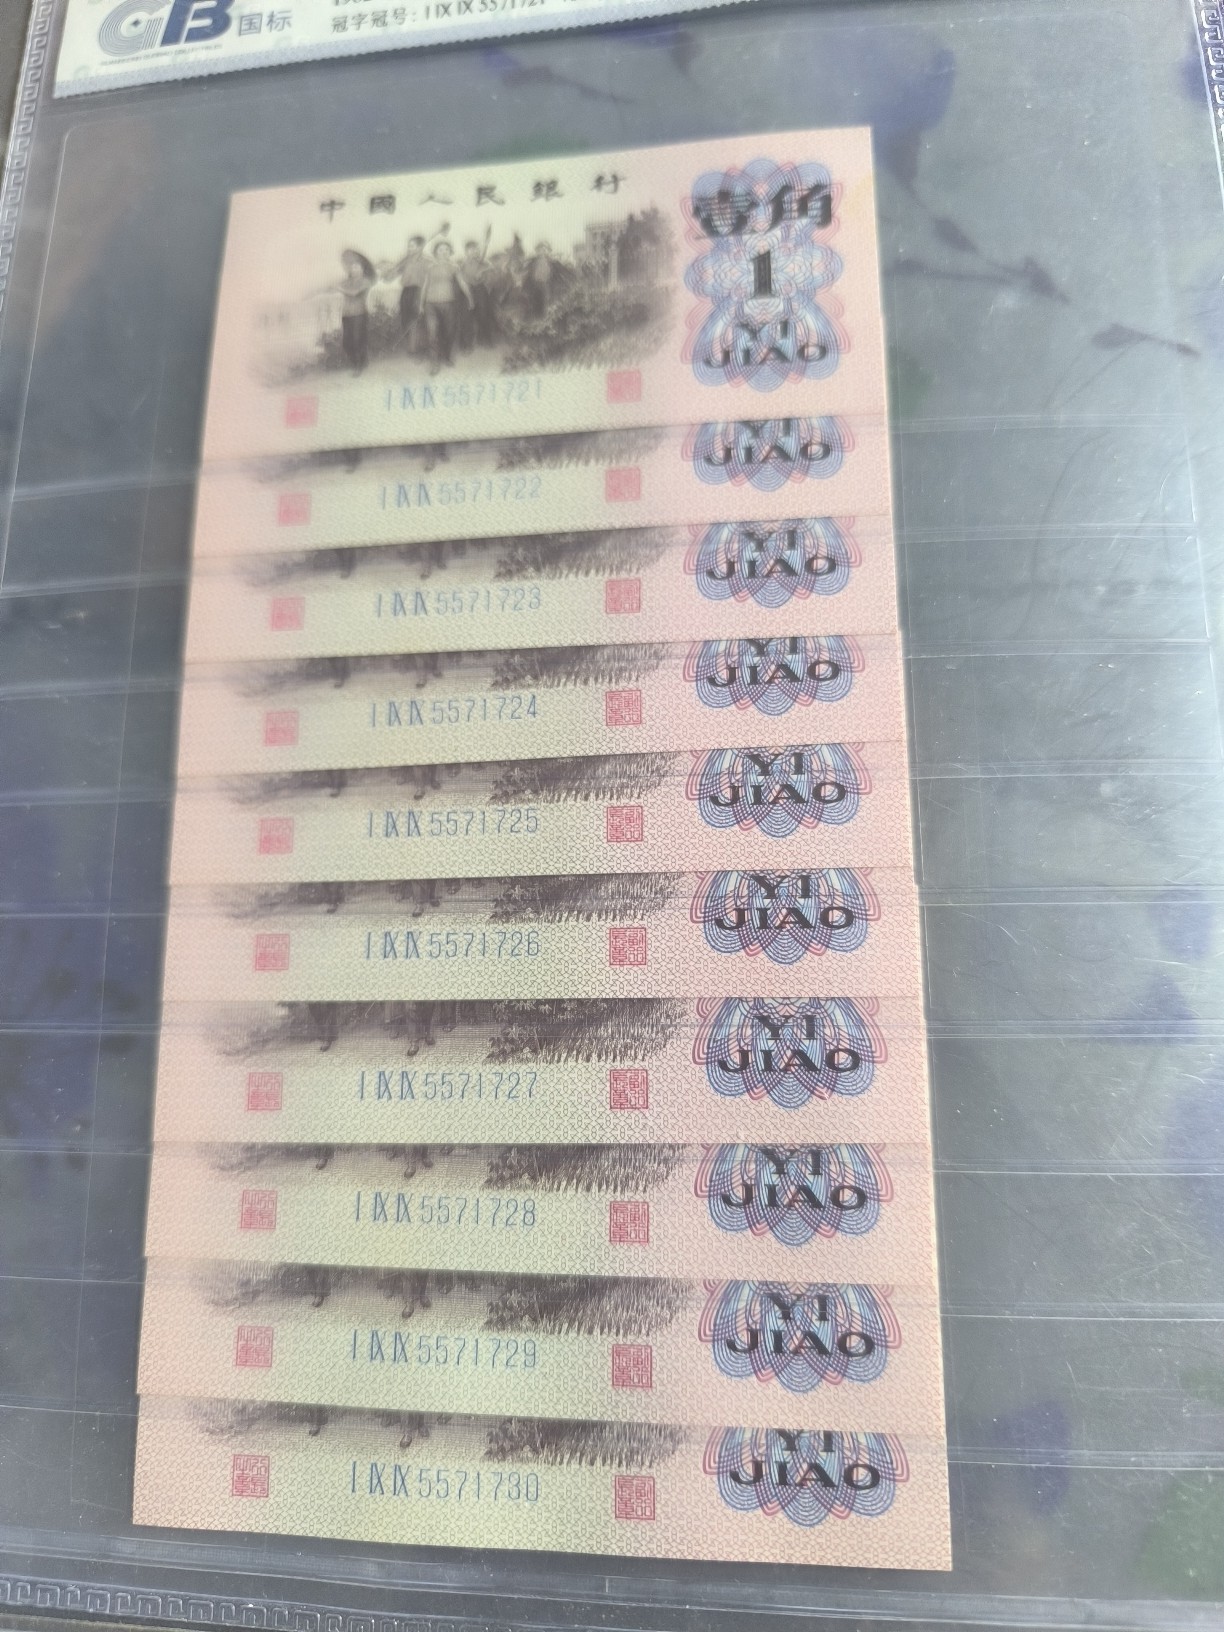 GB 国标
冠字冠号：I IX IX 5571721
中國人民銀行
壹角
1
YI
JIAO
I IX IX 5571721
YI
JIAO
I IX IX 5571722
YI
JIAO
I IX IX 5571723
YI
JIAO
I IX IX 5571724
YI
JIAO
I IX IX 5571725
YI
JIAO
I IX IX 5571726
YI
JIAO
I IX IX 5571727
YI
JIAO
I IX IX 5571728
YI
JIAO
I IX IX 5571729
YI
JIAO
I IX IX 5571730